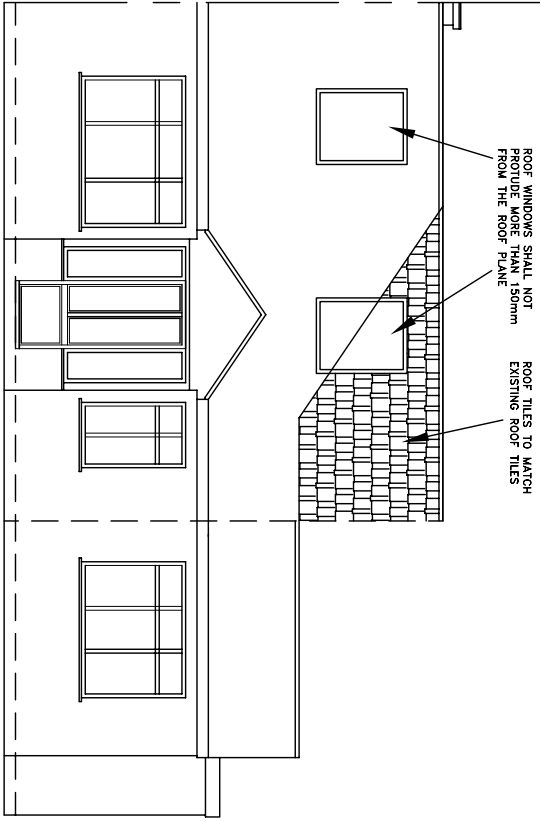 ROOF WINDOWS SHALL NOT
PROTUDE MORE THAN 150mm
FROM THE ROOF PLANE
ROOF TILES TO MATCH
EXISTING ROOF TILES